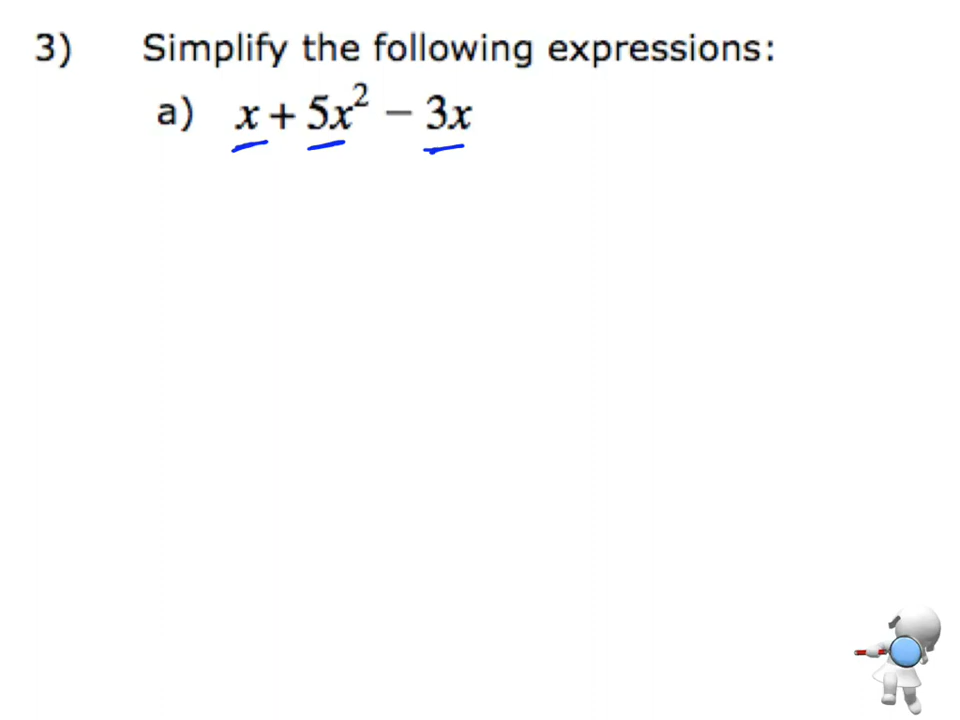 3) Simplify the following expressions:
a) x + 5x² − 3x